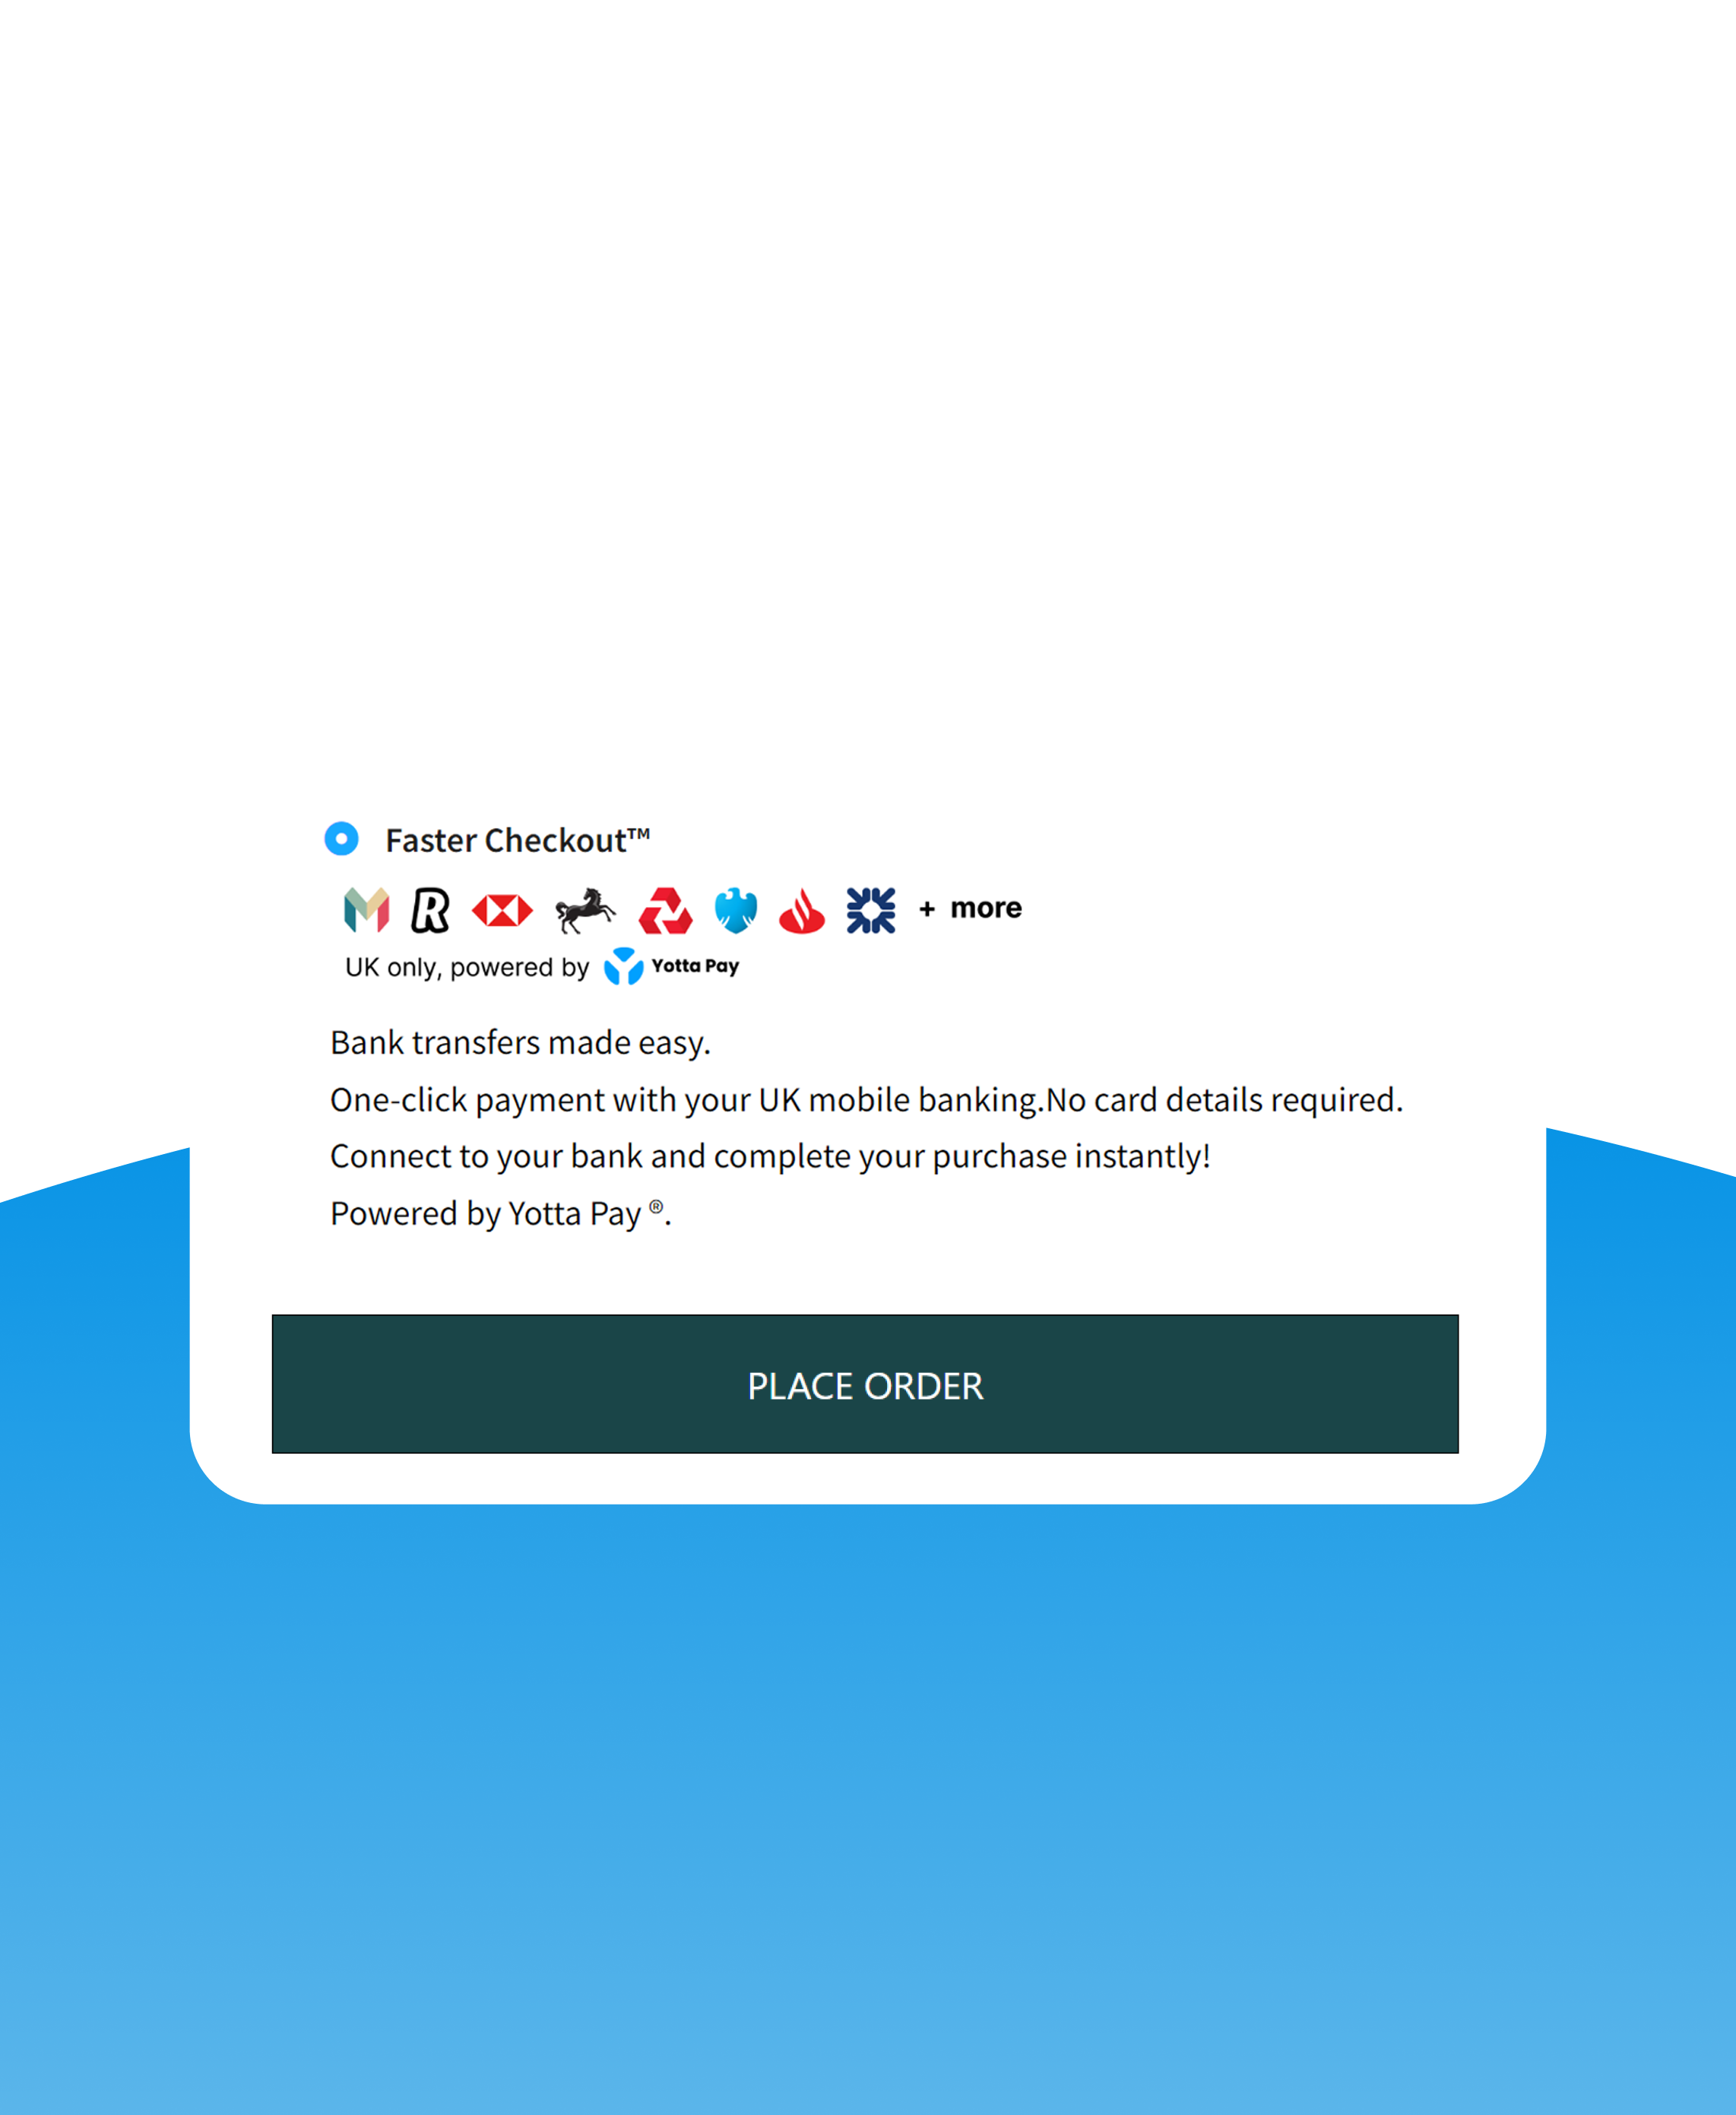 Faster Checkout™
+ more
UK only, powered by Yotta Pay
Bank transfers made easy.
One-click payment with your UK mobile banking.No card details required.
Connect to your bank and complete your purchase instantly!
Powered by Yotta Pay ®.
PLACE ORDER